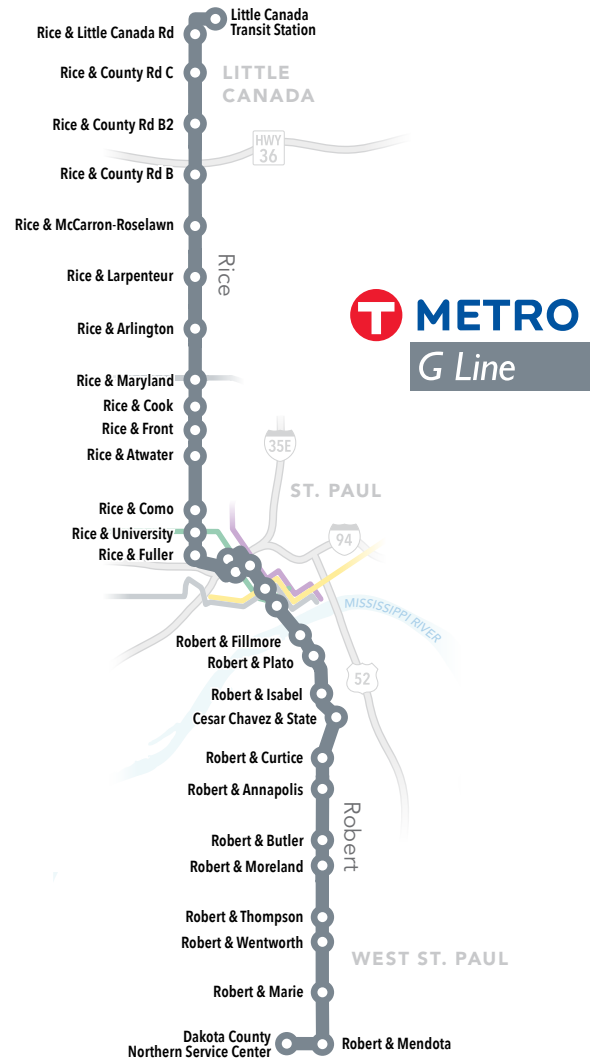 Little Canada
Transit Station
Rice & Little Canada Rd
Rice & County Rd C
LITTLE
CANADA
Rice & County Rd B2
HWY
36
Rice & County Rd B
Rice & McCarron-Roselawn
Rice
Rice & Larpenteur
T METRO
G Line
Rice & Arlington
Rice & Maryland
Rice & Cook
Rice & Front
Rice & Atwater
35E
ST. PAUL
Rice & Como
Rice & University
Rice & Fuller
94
MISSISSIPPI RIVER
Robert & Fillmore
Robert & Plato
52
Robert & Isabel
Cesar Chavez & State
Robert & Curtice
Robert & Annapolis
Robert
Robert & Butler
Robert & Moreland
Robert & Thompson
Robert & Wentworth
WEST ST. PAUL
Robert & Marie
Dakota County
Northern Service Center
Robert & Mendota